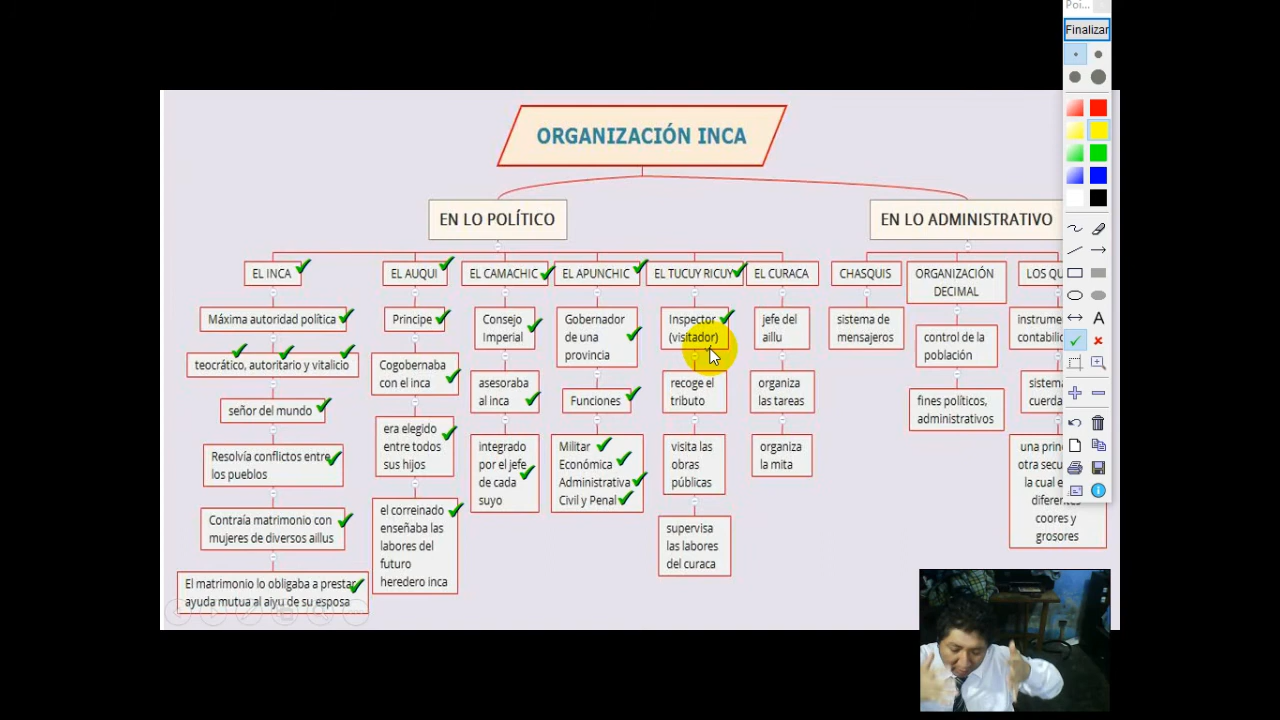 Poi...
Finalizar
A
ORGANIZACIÓN INCA
EN LO POLÍTICO
EN LO ADMINISTRATIVO
EL INCA
Máxima autoridad política
teocrático, autoritario y vitalicio
señor del mundo
Resolvía conflictos entre
los pueblos
Contraía matrimonio con
mujeres de diversos aillus
El matrimonio lo obligaba a prestar
ayuda mutua al aiyu de su esposa
EL AUQUI
Principe
Cogobernaba
con el inca
era elegido
entre todos
sus hijos
el correinado
enseñaba las
labores del
futuro
heredero inca
EL CAMACHIC
Consejo
Imperial
asesoraba
al inca
integrado
por el jefe
de cada
suyo
EL APUNCHIC
Gobernador
de una
provincia
Funciones
Militar
Económica
Administrativa
Civil y Penal
EL TUCUY RICUY
Inspector
(visitador)
recoge el
tributo
visita las
obras
públicas
supervisa
las labores
del curaca
EL CURACA
jefe del
aillu
organiza
las tareas
organiza
la mita
CHASQUIS
sistema de
mensajeros
ORGANIZACIÓN
DECIMAL
control de la
población
fines políticos,
administrativos
LOS QU
instrume
contabilid
sistem
cuerda
una prin
otra secu
la cual e
diferentes
coores y
grosores